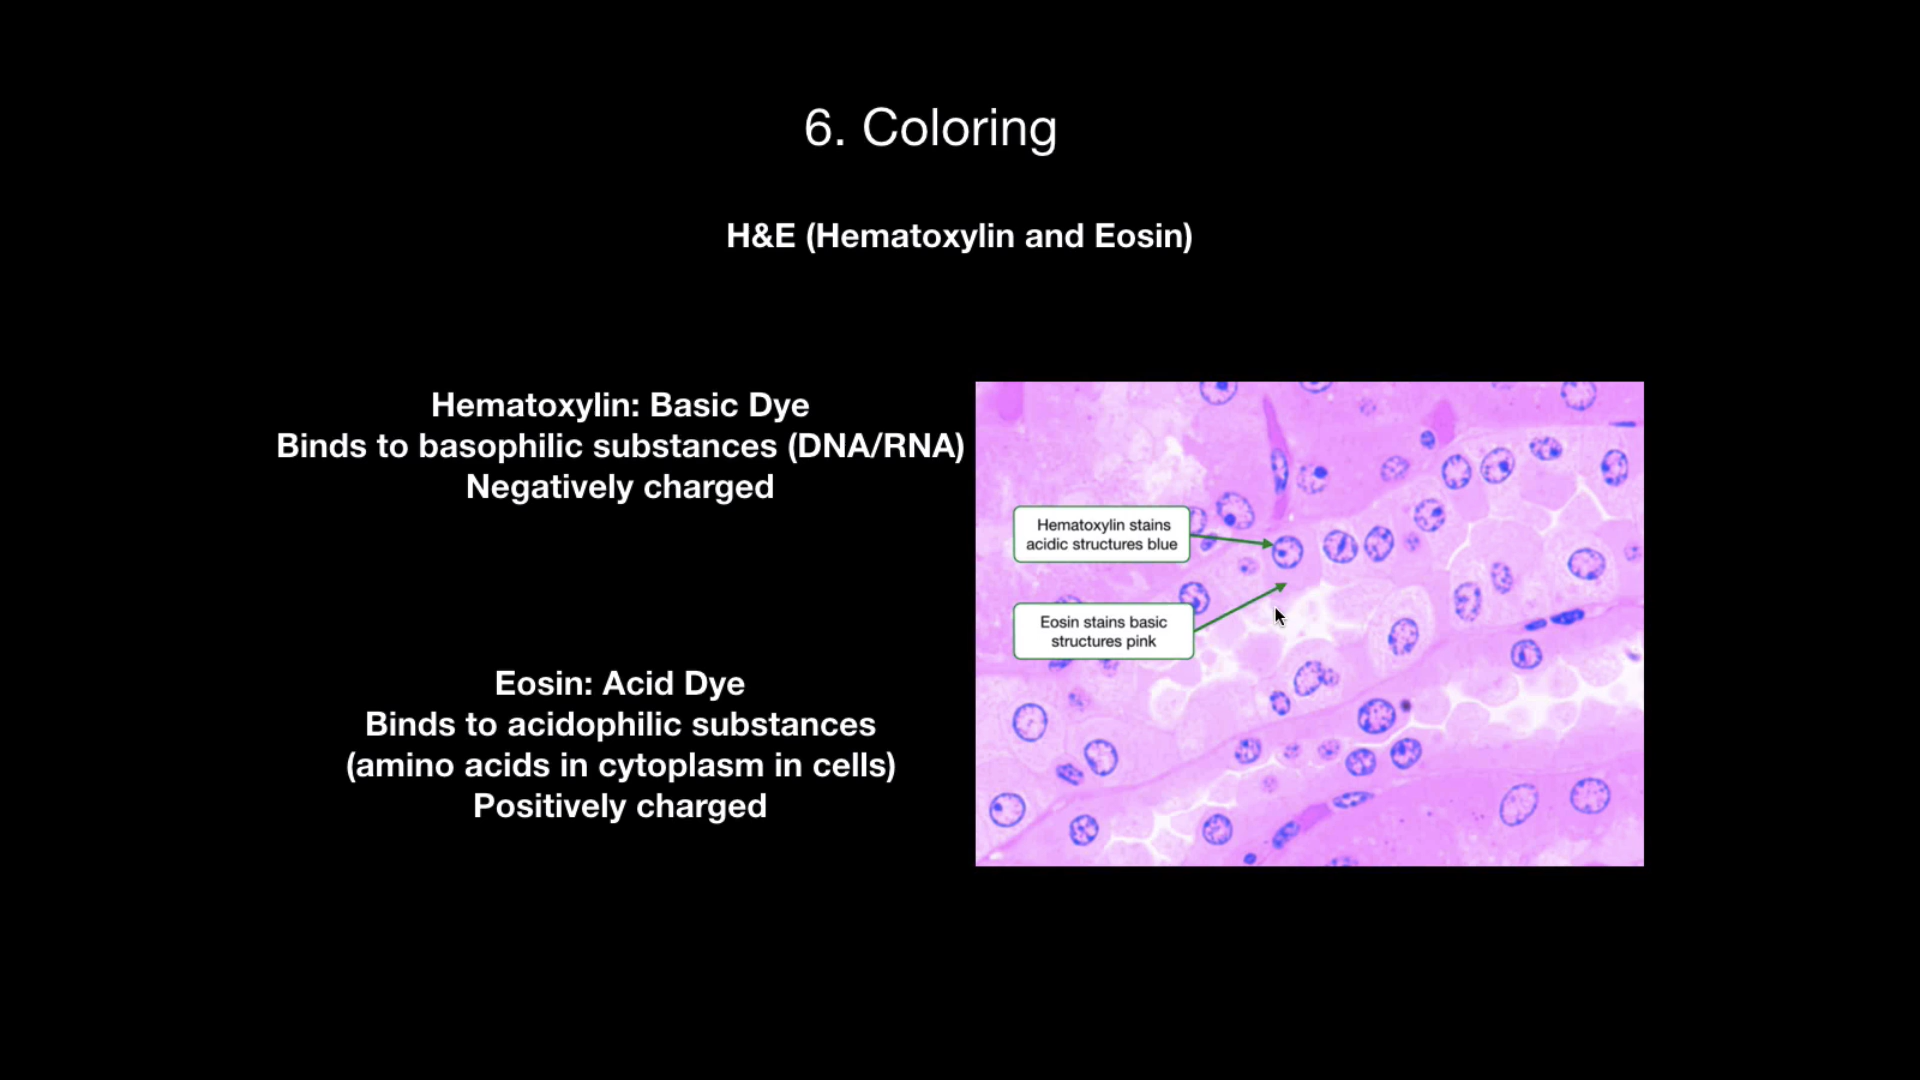 6. Coloring
H&E (Hematoxylin and Eosin)
Hematoxylin: Basic Dye
Binds to basophilic substances (DNA/RNA)
Negatively charged
Eosin: Acid Dye
Binds to acidophilic substances
(amino acids in cytoplasm in cells)
Positively charged
Hematoxylin stains
acidic structures blue
Eosin stains basic
structures pink